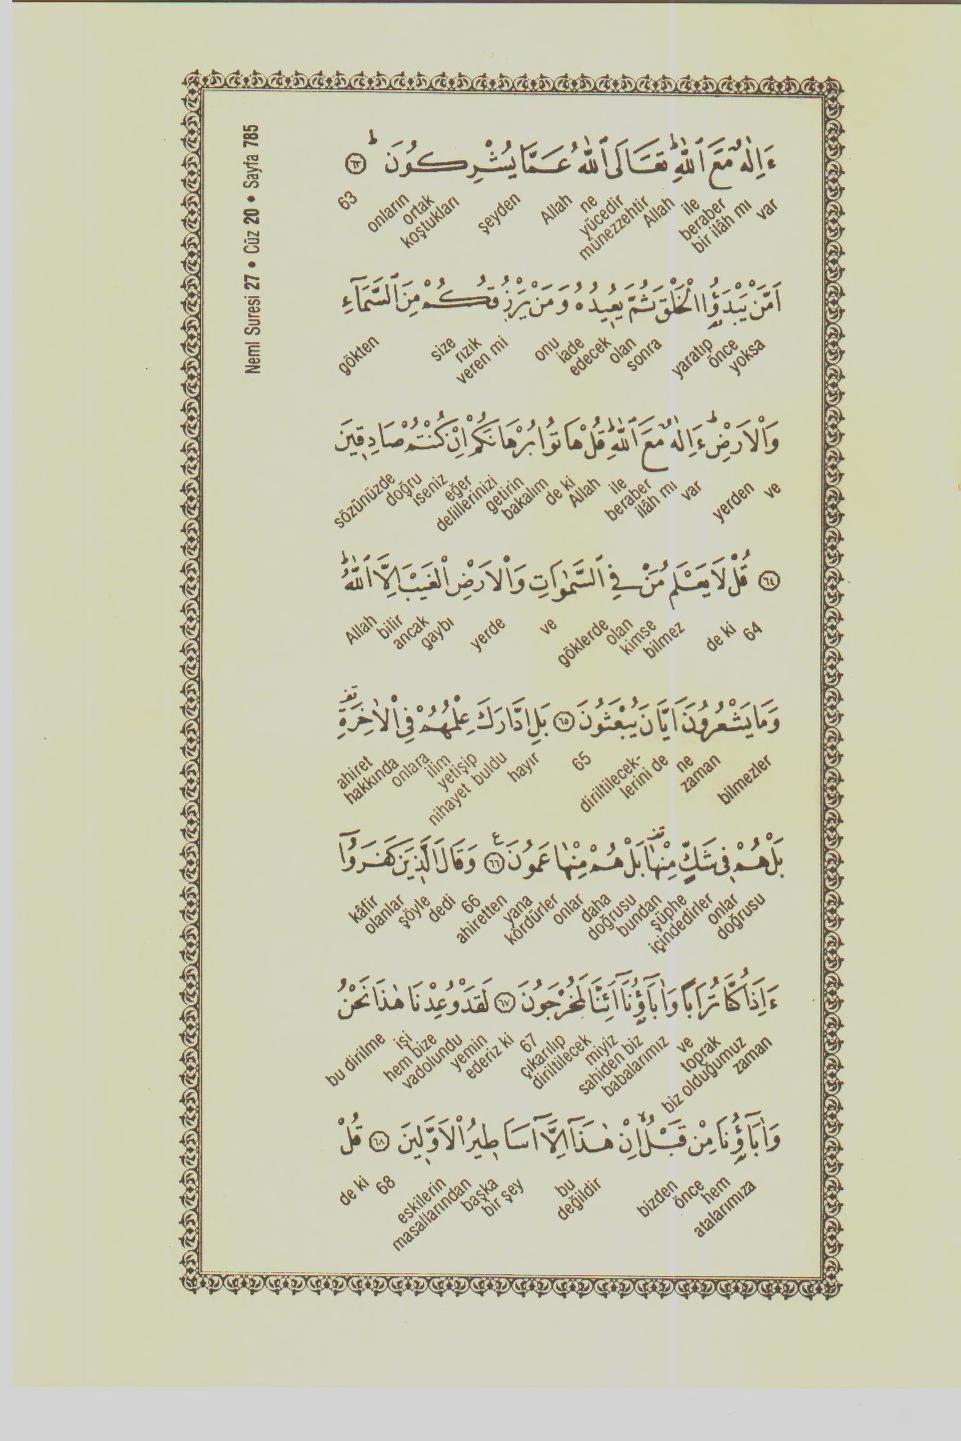 Neml Suresi 27 • Cüz 20 • Sayfa 785
ءَاِلٰهٌ مَعَ اللّٰهِ تَعَالَى اللّٰهُ عَمَّا يُشْرِكُونَ ﴿٦٣﴾
var bir ilâh mı beraber ile Allah münezzehtir yücedir ne Allah şeyden koştukları ortak onların 63
اَمَّنْ يَبْدَؤُا الْخَلْقَ ثُمَّ يُعِيدُهُ وَمَنْ يَرْزُقُكُمْ مِنَ السَّمَآءِ
yoksa önce yaratıp sonra olan edecek iade onu veren mi rızık size gökten
وَالْاَرْضِ ءَاِلٰهٌ مَعَ اللّٰهِ قُلْ هَاتُوا بُرْهَانَكُمْ اِنْ كُنْتُمْ صَادِقِينَ
ve yerden var ilâh mı beraber ile Allah de ki bakalım getirin delillerinizi eğer iseniz doğru sözünüzde
﴿٦٤﴾ قُلْ لَا يَعْلَمُ مَنْ فِي السَّمٰوَاتِ وَالْاَرْضِ الْغَيْبَ اِلَّا اللّٰهُ
64 de ki bilmez kimse olan göklerde ve yerde gaybı ancak bilir Allah
وَمَا يَشْعُرُونَ اَيَّانَ يُبْعَثُونَ ﴿٦٥﴾ بَلِ ادَّارَكَ عِلْمُهُمْ فِي الْاٰخِرَةِ
bilmezler zaman ne lerini de diriltilecek- 65 hayır nihayet buldu yetişip ilim onlara hakkında ahiret
بَلْ هُمْ فِي شَكٍّ مِنْهَا بَلْ هُمْ مِنْهَا عَمُونَ ﴿٦٦﴾ وَقَالَ الَّذِينَ كَفَرُوٓا
doğrusu onlar içindedirler şüphe bundan doğrusu daha onlar kördürler yana ahiretten 66 dedi şöyle olanlar kâfir
ءَاِذَا كُنَّا تُرَابًا وَاٰبَآؤُنَٓا اَئِنَّا لَمُخْرَجُونَ ﴿٦٧﴾ لَقَدْ وُعِدْنَا هٰذَا نَحْنُ
zaman biz olduğumuz toprak ve babalarımız sahiden biz miyiz diriltilecek çıkarılıp 67 ederiz ki yemin vadolundu hem bize işi bu dirilme
وَاٰبَآؤُنَا مِنْ قَبْلُ اِنْ هٰذَٓا اِلَّٓا اَسَاطِيرُ الْاَوَّلِينَ ﴿٦٨﴾ قُلْ
atalarımıza hem önce bizden değildir bu bir şey başka masallarından eskilerin 68 de ki